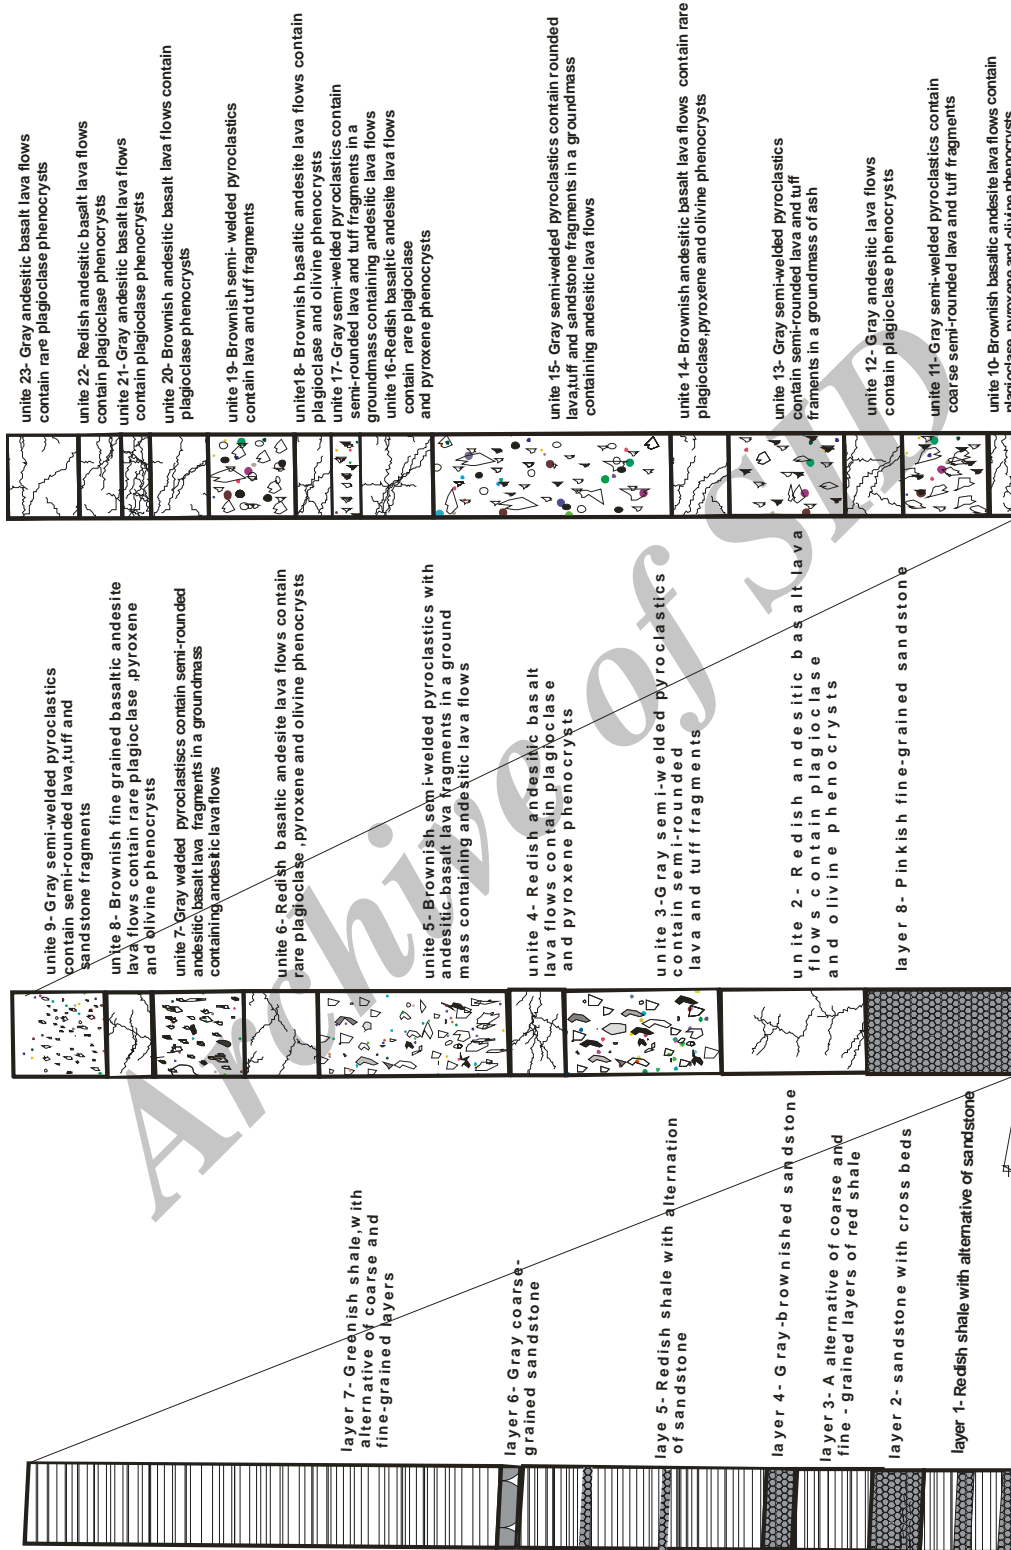 unite 23- Gray andesitic basalt lava flows
contain rare plagioclase phenocrysts
unite 22- Redish andesitic basalt lava flows
contain plagioclase phenocrysts
unite 21- Gray andesitic basalt lava flows
contain plagioclase phenocrysts
unite 20- Brownish andesitic basalt lava flows contain
plagioclase phenocrysts
unite 19- Brownish semi- welded pyroclastics
contain lava and tuff fragments
unite18- Brownish basaltic andesite lava flows contain
plagioclase and olivine phenocrysts
unite 17- Gray semi-welded pyroclastics contain
semi-rounded lava and tuff fragments in a
groundmass containing andesitic lava flows
unite 16-Redish basaltic andesite lava flows
contain rare plagioclase
and pyroxene phenocrysts
unite 15- Gray semi-welded pyroclastics contain rounded
lava,tuff and sandstone fragments in a groundmass
containing andesitic lava flows
unite 14- Brownish andesitic basalt lava flows contain rare
plagioclase,pyroxene and olivine phenocrysts
unite 13- Gray semi-welded pyroclastics
contain semi-rounded lava and tuff
framents in a groundmass of ash
unite 12- Gray andesitic lava flows
contain plagioclase phenocrysts
unite 11- Gray semi-welded pyroclastics contain
coarse semi-rounded lava and tuff fragments
unite 10- Brownish basaltic andesite lava flows contain
plagioclase,pyroxene and olivine phenocrysts
unite 9- Gray semi-welded pyroclastics
contain semi-rounded lava,tuff and
sandstone fragments
unite 8- Brownish fine grained basaltic andesite
lava flows contain rare plagioclase ,pyroxene
and olivine phenocrysts
unite 7- Gray welded pyroclastiscs contain semi-rounded
andesitic basalt lava fragments in a groundmass
containing andesitic lava flows
unite 6- Redish basaltic andesite lava flows contain
rare plagioclase ,pyroxene and olivine phenocrysts
unite 5- Brownish semi-welded pyroclastics with
andesitic basalt lava fragments in a ground
mass containing andesitic lava flows
unite 4- Redish andesitic basalt
lava flows contain lagioclase
and pyroxene phenocrysts
unite 3-Gray semi-welded pyroclastics
contain semi-rounded
lava and tuff fragments
unite 2- Redish andesitic basalt lava
flows contain plagioclase
and olivine phenocrysts
layer 8- Pinkish fine-grained sandstone
layer 7- Greenish shale,with
alternative of coarse and
fine-grained layers
layer 6- Gray coarse-
grained sandstone
laye 5- Redish shale with alternation
of sandstone
layer 4- Gray-brownished sandstone
layer 3- A alternative of coarse and
fine - grained layers of red shale
layer 2- sandstone with cross beds
layer 1- Redish shale with alternative of sandstone
Archive of SID